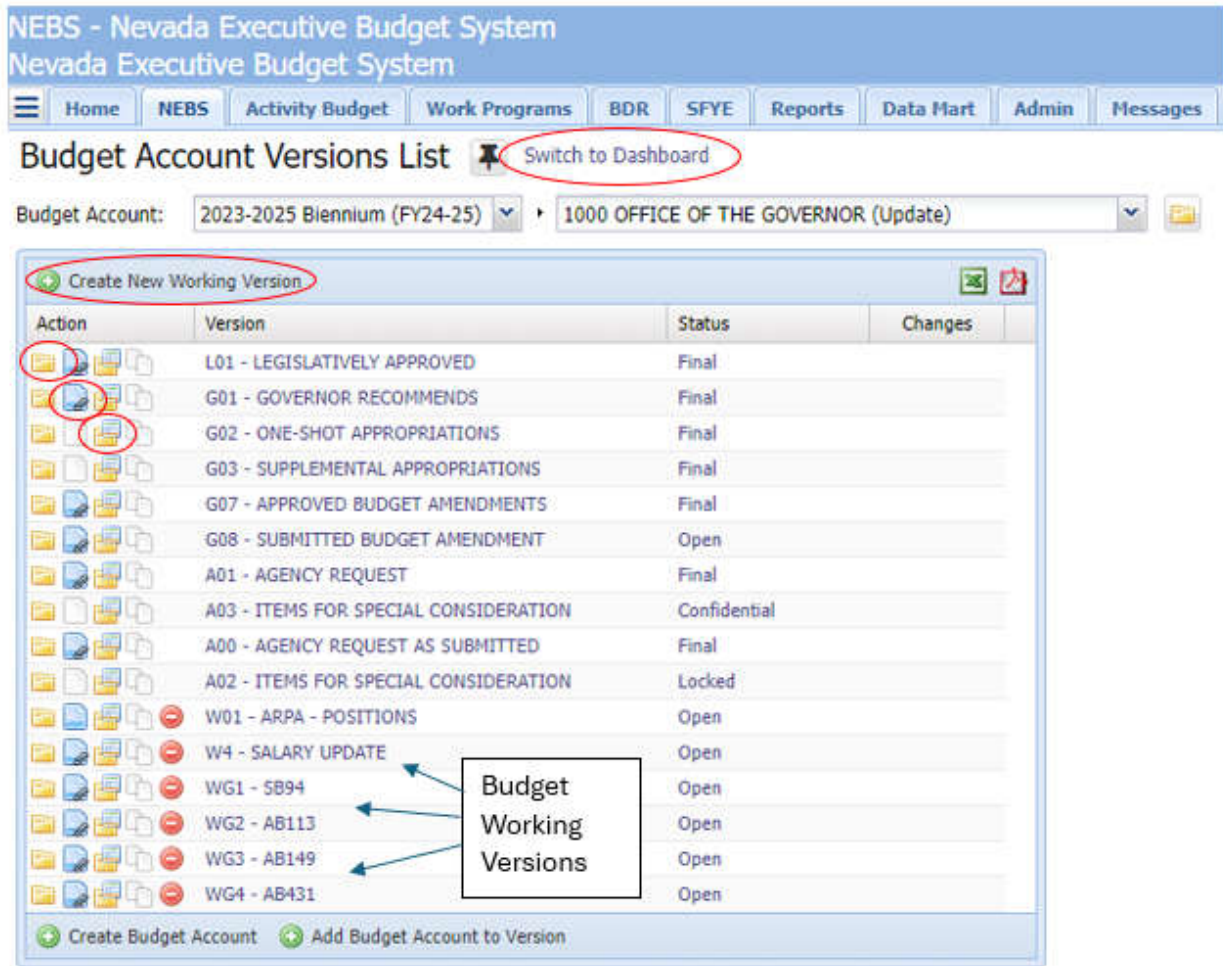 NEBS - Nevada Executive Budget System
Nevada Executive Budget System
Home NEBS Activity Budget Work Programs BDR SFYE Reports Data Mart Admin Messages
Budget Account Versions List Switch to Dashboard
Budget Account: 2023-2025 Biennium (FY24-25) 1000 OFFICE OF THE GOVERNOR (Update)
Create New Working Version
Action Version Status Changes
L01 - LEGISLATIVELY APPROVED Final
G01 - GOVERNOR RECOMMENDS Final
G02 - ONE-SHOT APPROPRIATIONS Final
G03 - SUPPLEMENTAL APPROPRIATIONS Final
G07 - APPROVED BUDGET AMENDMENTS Final
G08 - SUBMITTED BUDGET AMENDMENT Open
A01 - AGENCY REQUEST Final
A03 - ITEMS FOR SPECIAL CONSIDERATION Confidential
A00 - AGENCY REQUEST AS SUBMITTED Final
A02 - ITEMS FOR SPECIAL CONSIDERATION Locked
W01 - ARPA - POSITIONS Open
W4 - SALARY UPDATE Open
WG1 - SB94 Open
WG2 - AB113 Open
WG3 - AB149 Open
WG4 - AB431 Open
Budget
Working
Versions
Create Budget Account Add Budget Account to Version